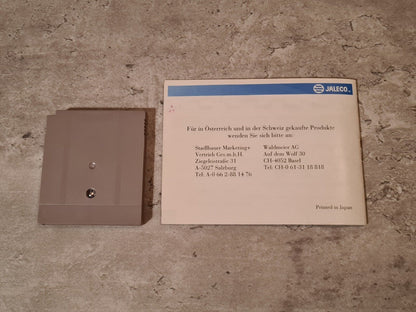 JALECO
Für in Österreich und in der Schweiz gekaufte Produkte
wenden Sie sich bitte an:
Stadlbauer Marketing+
Vertrieb Ges.m.b.H.
Ziegeleistraße 31
A-5027 Salzburg
Tel: A-0 66 2-88 14 76
Waldmeier AG
Auf dem Wolf 30
CH-4052 Basel
Tel: CH-0 61-31 18 818
Printed in Japan